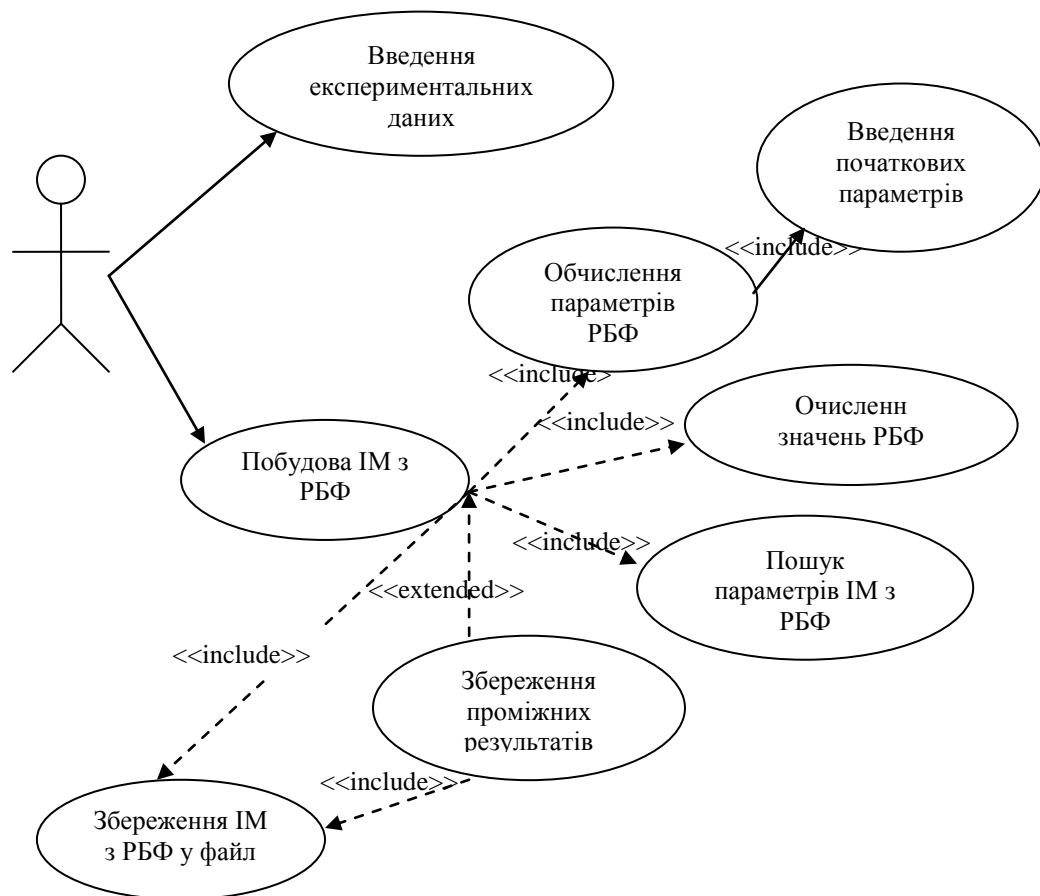 Введення
експериментальних
даних
Введення
початкових
параметрів
<<include>>
Обчислення
параметрів
РБФ
<<include>
<<include>>
Очисленн
значень РБФ
Побудова ІМ з
РБФ
<<include>>
Пошук
параметрів ІМ з
РБФ
<<extended>>
<<include>>
Збереження
проміжних
результатів
<<include>>
Збереження ІМ
з РБФ у файл